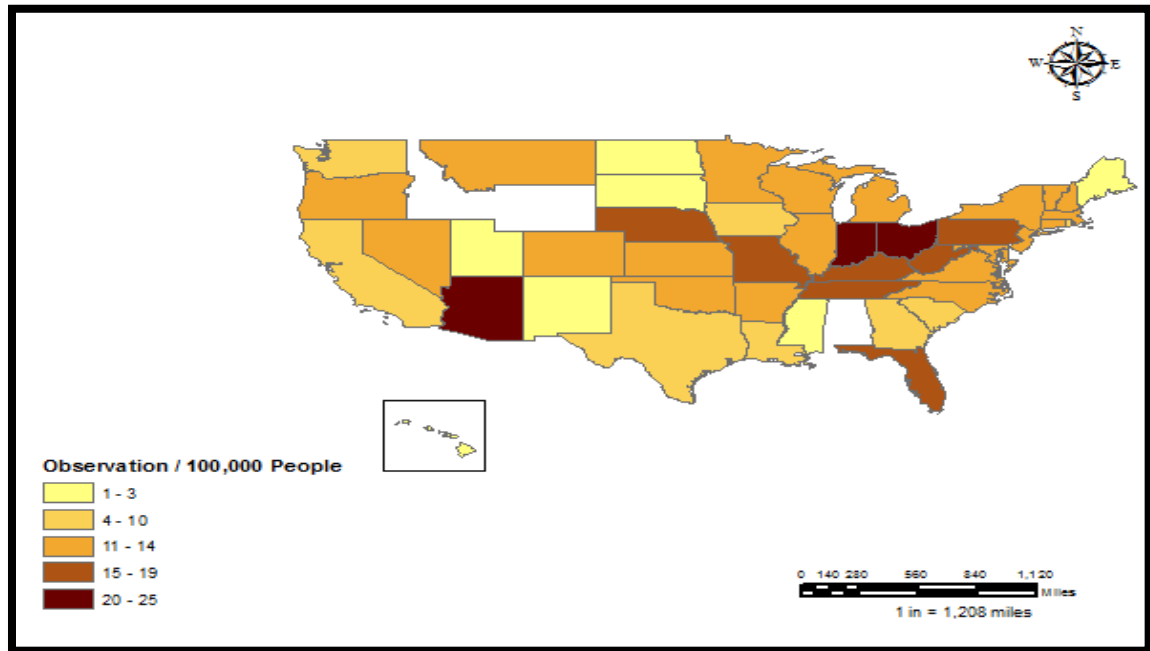 N
W E
S
Observation / 100,000 People
1 - 3
4 - 10
11 - 14
15 - 19
20 - 25
0 140 280 560 840 1,120
Miles
1 in = 1,208 miles